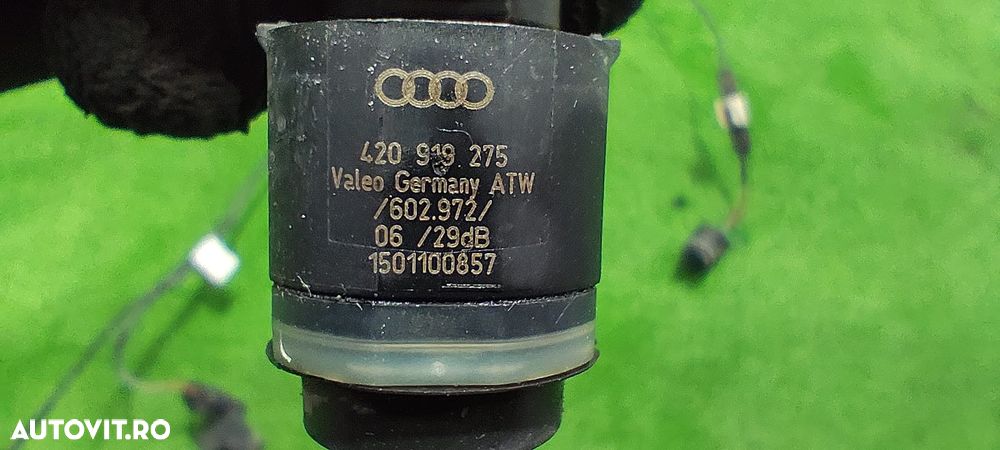 420 919 275
Valeo Germany ATW
/602.972/
06 /29dB
1501100857
AUTOVIT.RO